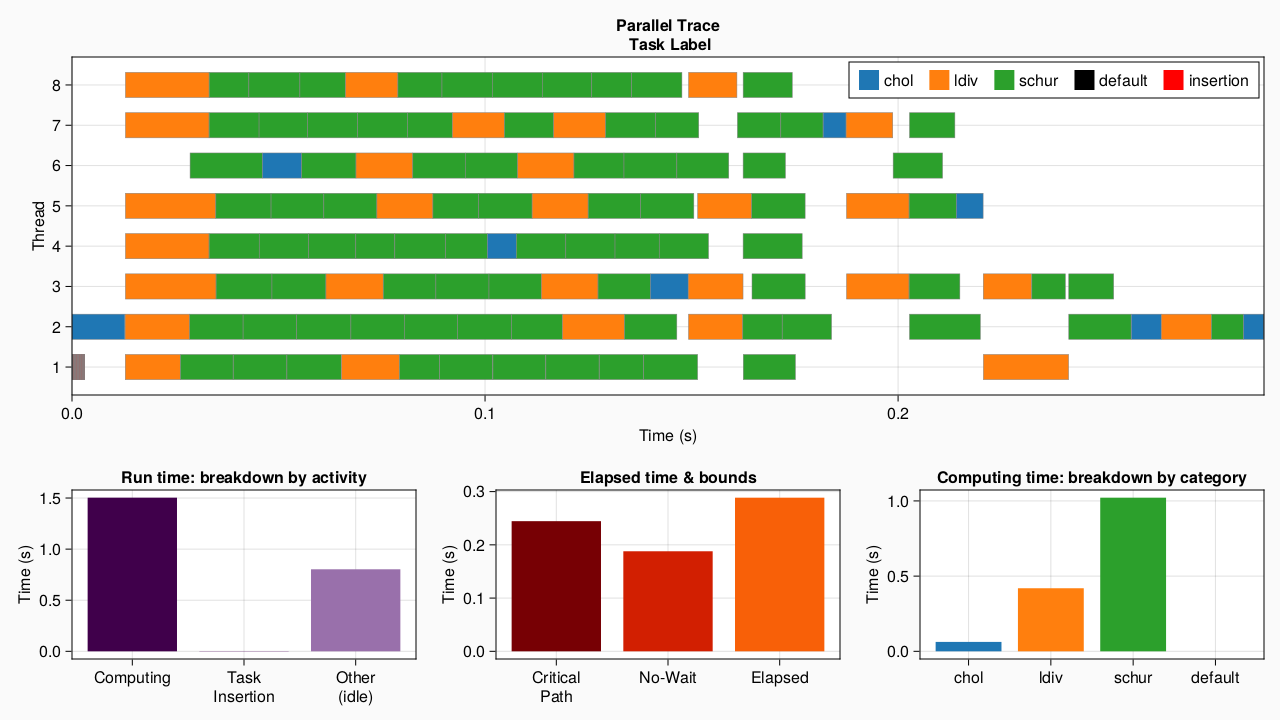 Parallel Trace
Task Label
chol ldiv schur default insertion
8
7
6
5
4
3
2
1
Thread
0.0 0.1 0.2
Time (s)
Run time: breakdown by activity
Time (s)
1.5
1.0
0.5
0.0
Computing Task Insertion Other (idle)
Elapsed time & bounds
Time (s)
0.3
0.2
0.1
0.0
Critical Path No-Wait Elapsed
Computing time: breakdown by category
Time (s)
1.0
0.5
0.0
chol ldiv schur default